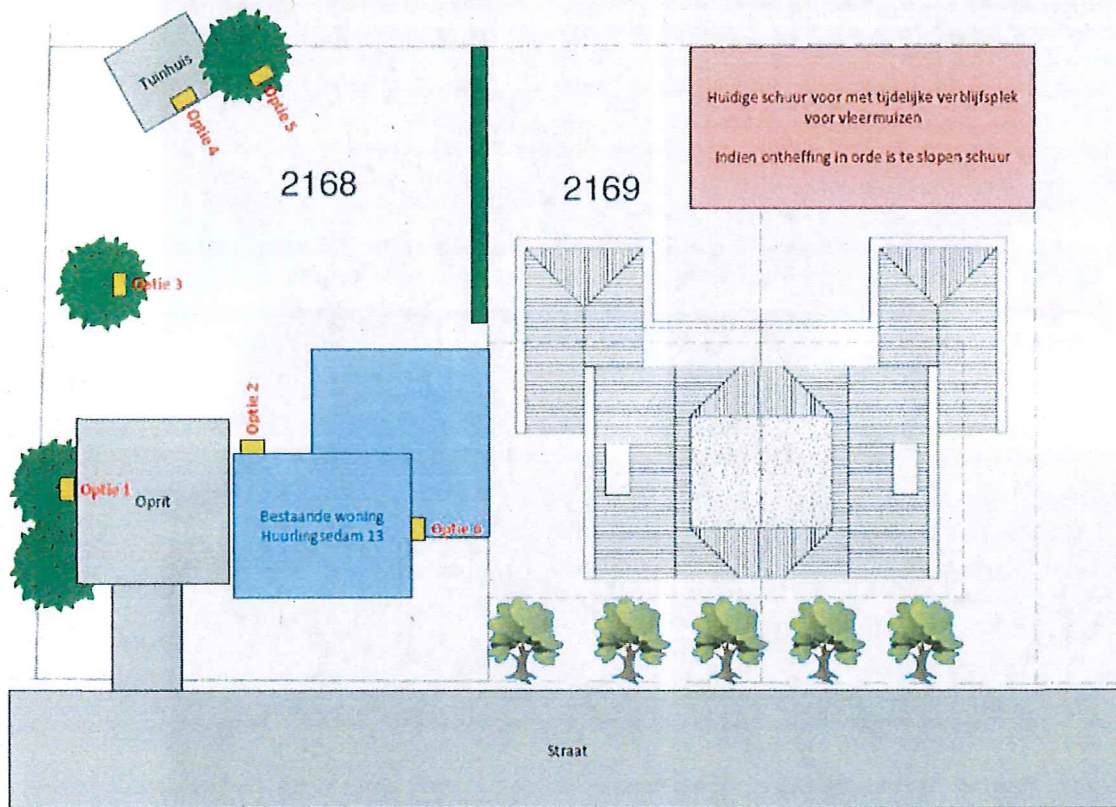 Tuinhuis
Optie 4
Optie 5
Huidige schuur voor met tijdelijke verblijfsplek
voor vleermuizen
Indien ontheffing in orde is te slopen schuur
2168
2169
Optie 3
Optie 2
Optie 1
Oprit
Bestaande woning
Huurlingsedam 13
Optie 6
Straat